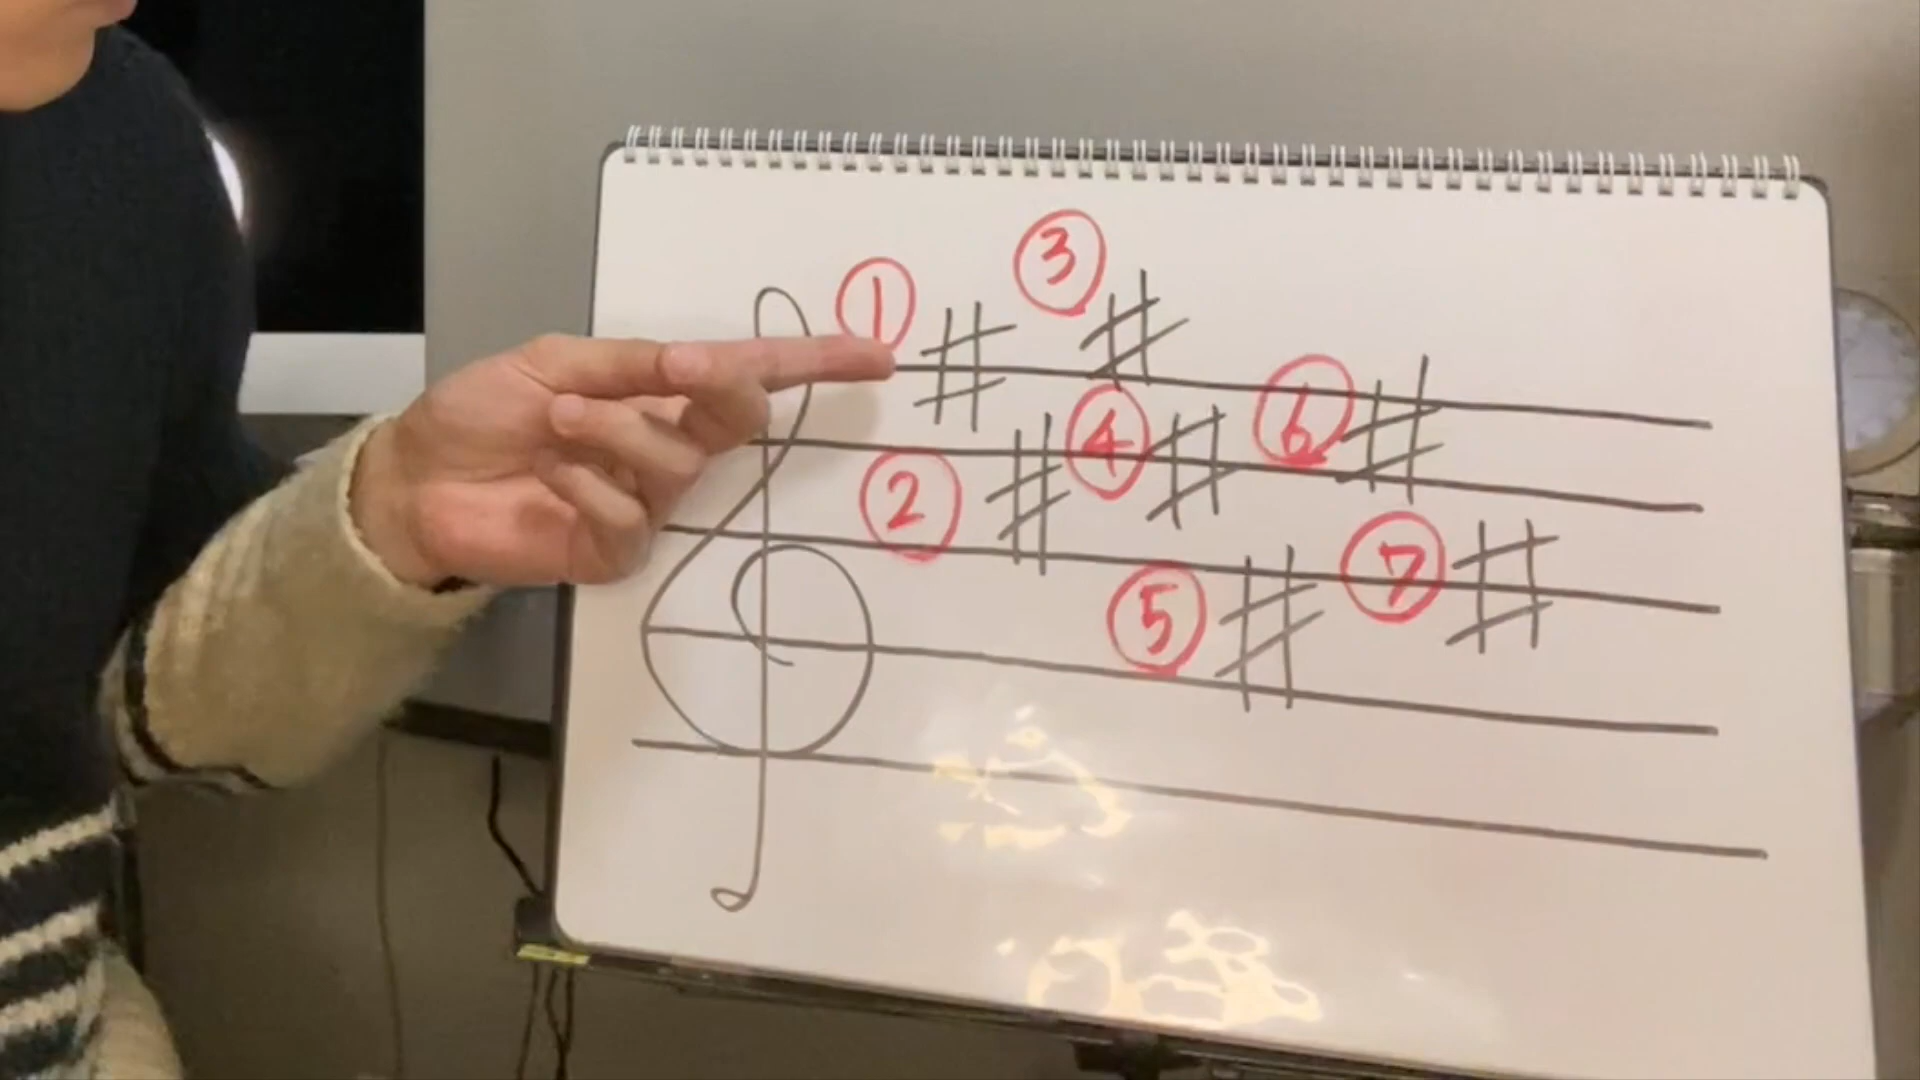 ① # ③ #
② # ④ # ⑥ #
⑤ # ⑦ #